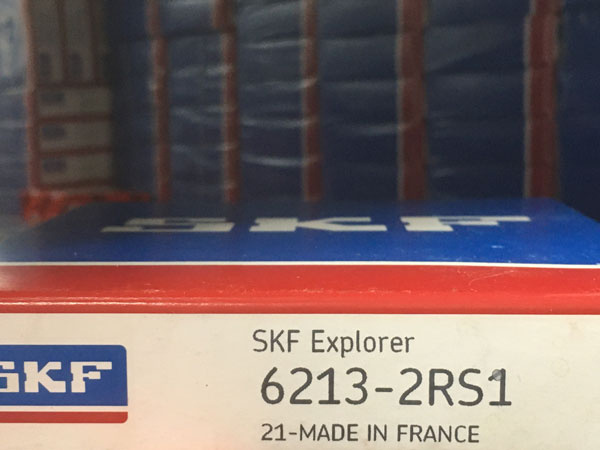 SKF
SKF
SKF Explorer
6213-2RS1
21-MADE IN FRANCE